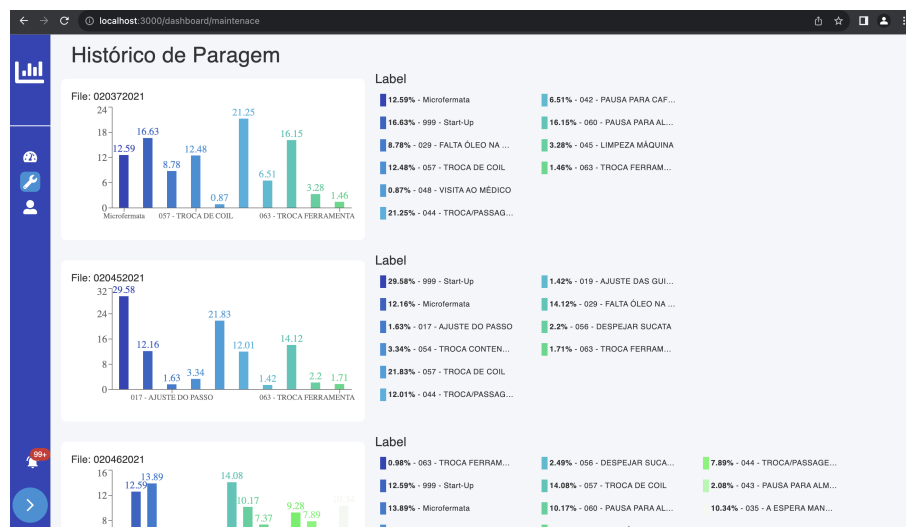 localhost:3000/dashboard/maintenace
Histórico de Paragem
99+
File: 020372021
24
18
12
6
0
12.59
16.63
8.78
12.48
0.87
21.25
6.51
16.15
3.28
1.46
Microfermata
057 - TROCA DE COIL
063 - TROCA FERRAMENTA
Label
12.59% - Microfermata
16.63% - 999 - Start-Up
8.78% - 029 - FALTA ÓLEO NA ...
12.48% - 057 - TROCA DE COIL
0.87% - 048 - VISITA AO MÉDICO
21.25% - 044 - TROCA/PASSAG...
6.51% - 042 - PAUSA PARA CAF...
16.15% - 060 - PAUSA PARA AL...
3.28% - 045 - LIMPEZA MÁQUINA
1.46% - 063 - TROCA FERRAM...
File: 020452021
32
24
16
8
0
29.58
12.16
1.63
3.34
21.83
12.01
1.42
14.12
2.2
1.71
017 - AJUSTE DO PASSO
063 - TROCA FERRAMENTA
Label
29.58% - 999 - Start-Up
12.16% - Microfermata
1.63% - 017 - AJUSTE DO PASSO
3.34% - 054 - TROCA CONTEN...
21.83% - 057 - TROCA DE COIL
12.01% - 044 - TROCA/PASSAG...
1.42% - 019 - AJUSTE DAS GUI...
14.12% - 029 - FALTA ÓLEO NA ...
2.2% - 056 - DESPEJAR SUCATA
1.71% - 063 - TROCA FERRAM...
File: 020462021
16
12
8
12.59
13.89
14.08
10.17
7.37
9.28
7.89
10.34
Label
0.98% - 063 - TROCA FERRAM...
12.59% - 999 - Start-Up
13.89% - Microfermata
2.49% - 056 - DESPEJAR SUCA...
14.08% - 057 - TROCA DE COIL
10.17% - 060 - PAUSA PARA AL...
7.89% - 044 - TROCA/PASSAGE...
2.08% - 043 - PAUSA PARA ALM...
10.34% - 035 - A ESPERA MAN...